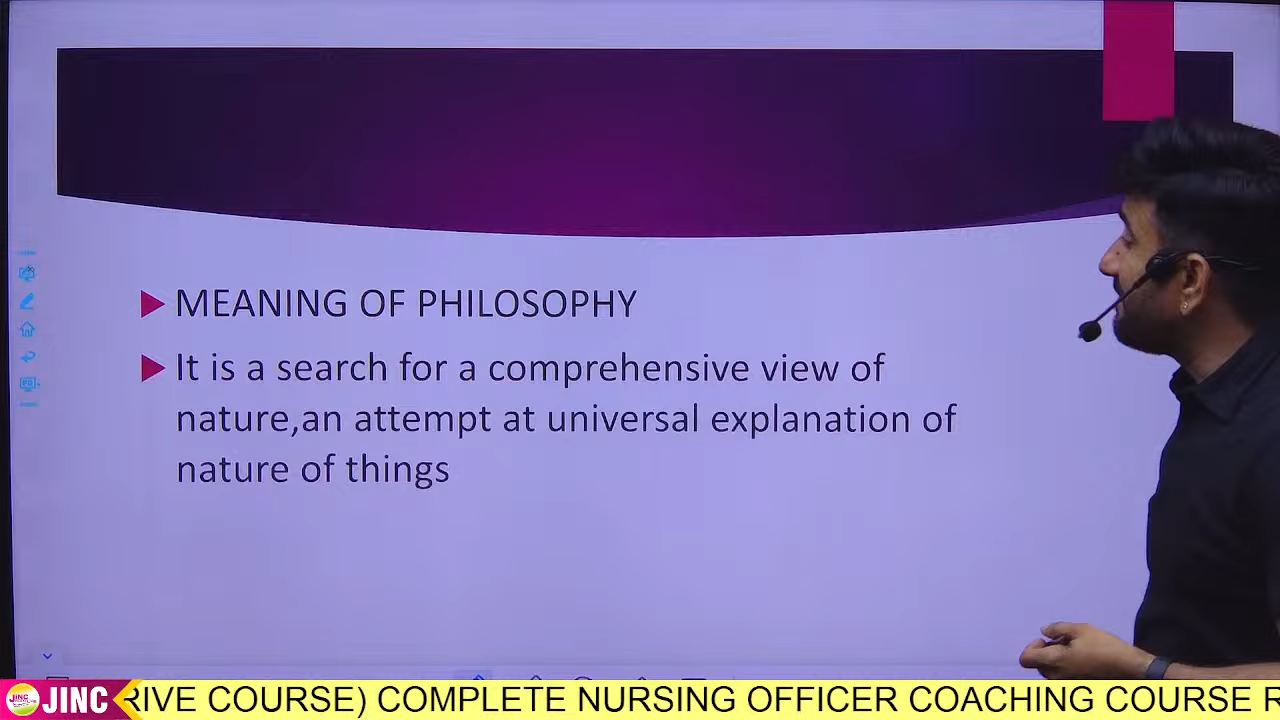 MEANING OF PHILOSOPHY
It is a search for a comprehensive view of
nature,an attempt at universal explanation of
nature of things
JINC
RIVE COURSE) COMPLETE NURSING OFFICER COACHING COURSE R